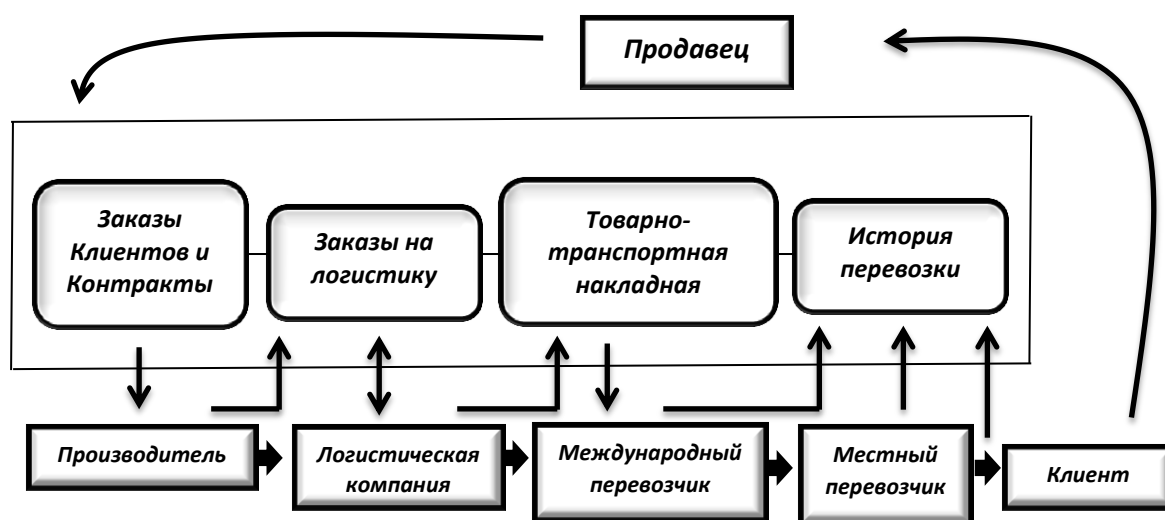 Продавец
Заказы
Клиентов и
Контракты
Заказы на
логистику
Товарно-
транспортная
накладная
История
перевозки
Производитель
Логистическая
компания
Международный
перевозчик
Местный
перевозчик
Клиент